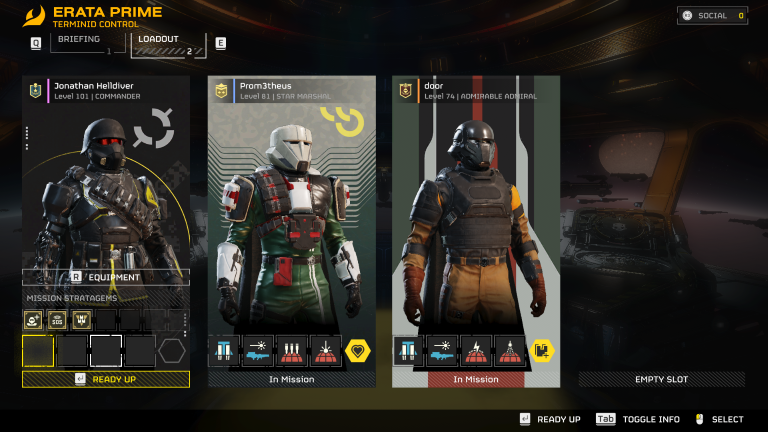 ERATA PRIME
TERMINID CONTROL
SOCIAL 0
Q BRIEFING 1 LOADOUT 2 E
Jonathan Helldiver
Level 101 | COMMANDER
Prom3theus
Level 81 | STAR MARSHAL
door
Level 74 | ADMIRABLE ADMIRAL
R EQUIPMENT
MISSION STRATAGEMS
SOS
READY UP
In Mission
In Mission
EMPTY SLOT
READY UP Tab TOGGLE INFO SELECT